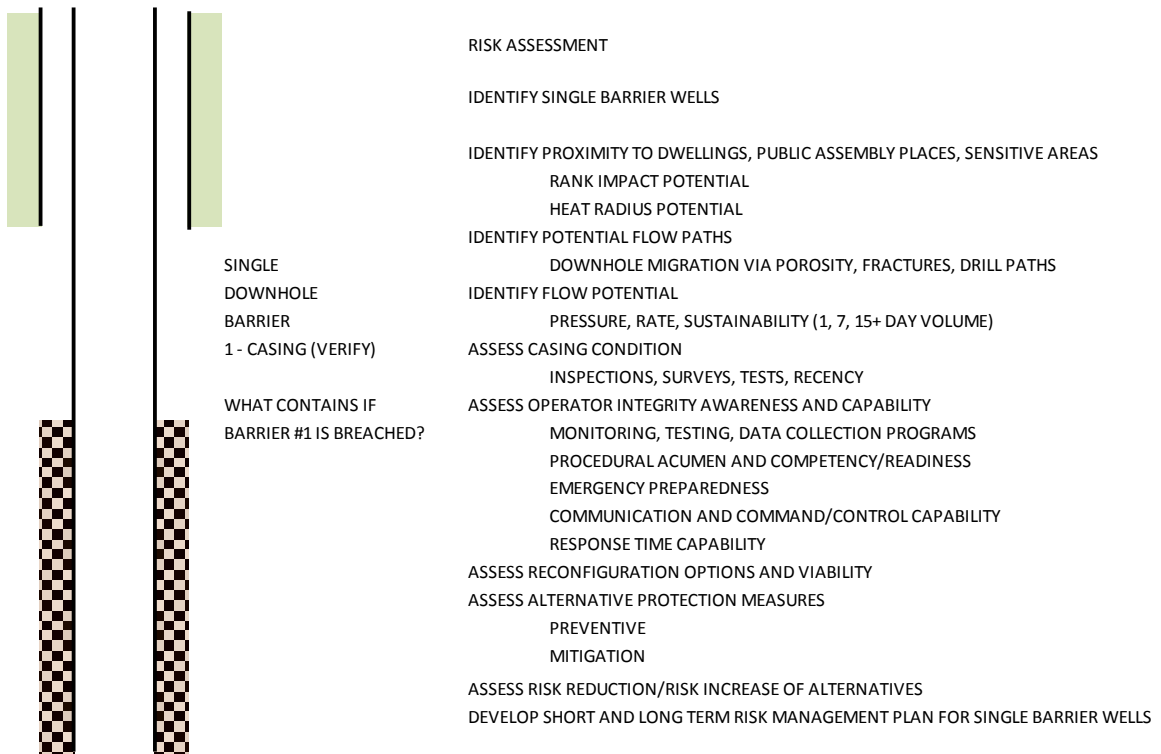 RISK ASSESSMENT
IDENTIFY SINGLE BARRIER WELLS
IDENTIFY PROXIMITY TO DWELLINGS, PUBLIC ASSEMBLY PLACES, SENSITIVE AREAS
RANK IMPACT POTENTIAL
HEAT RADIUS POTENTIAL
IDENTIFY POTENTIAL FLOW PATHS
DOWNHOLE MIGRATION VIA POROSITY, FRACTURES, DRILL PATHS
IDENTIFY FLOW POTENTIAL
PRESSURE, RATE, SUSTAINABILITY (1, 7, 15+ DAY VOLUME)
ASSESS CASING CONDITION
INSPECTIONS, SURVEYS, TESTS, RECENCY
ASSESS OPERATOR INTEGRITY AWARENESS AND CAPABILITY
MONITORING, TESTING, DATA COLLECTION PROGRAMS
PROCEDURAL ACUMEN AND COMPETENCY/READINESS
EMERGENCY PREPAREDNESS
COMMUNICATION AND COMMAND/CONTROL CAPABILITY
RESPONSE TIME CAPABILITY
ASSESS RECONFIGURATION OPTIONS AND VIABILITY
ASSESS ALTERNATIVE PROTECTION MEASURES
PREVENTIVE
MITIGATION
ASSESS RISK REDUCTION/RISK INCREASE OF ALTERNATIVES
DEVELOP SHORT AND LONG TERM RISK MANAGEMENT PLAN FOR SINGLE BARRIER WELLS
SINGLE
DOWNHOLE
BARRIER
1 - CASING (VERIFY)
WHAT CONTAINS IF
BARRIER #1 IS BREACHED?